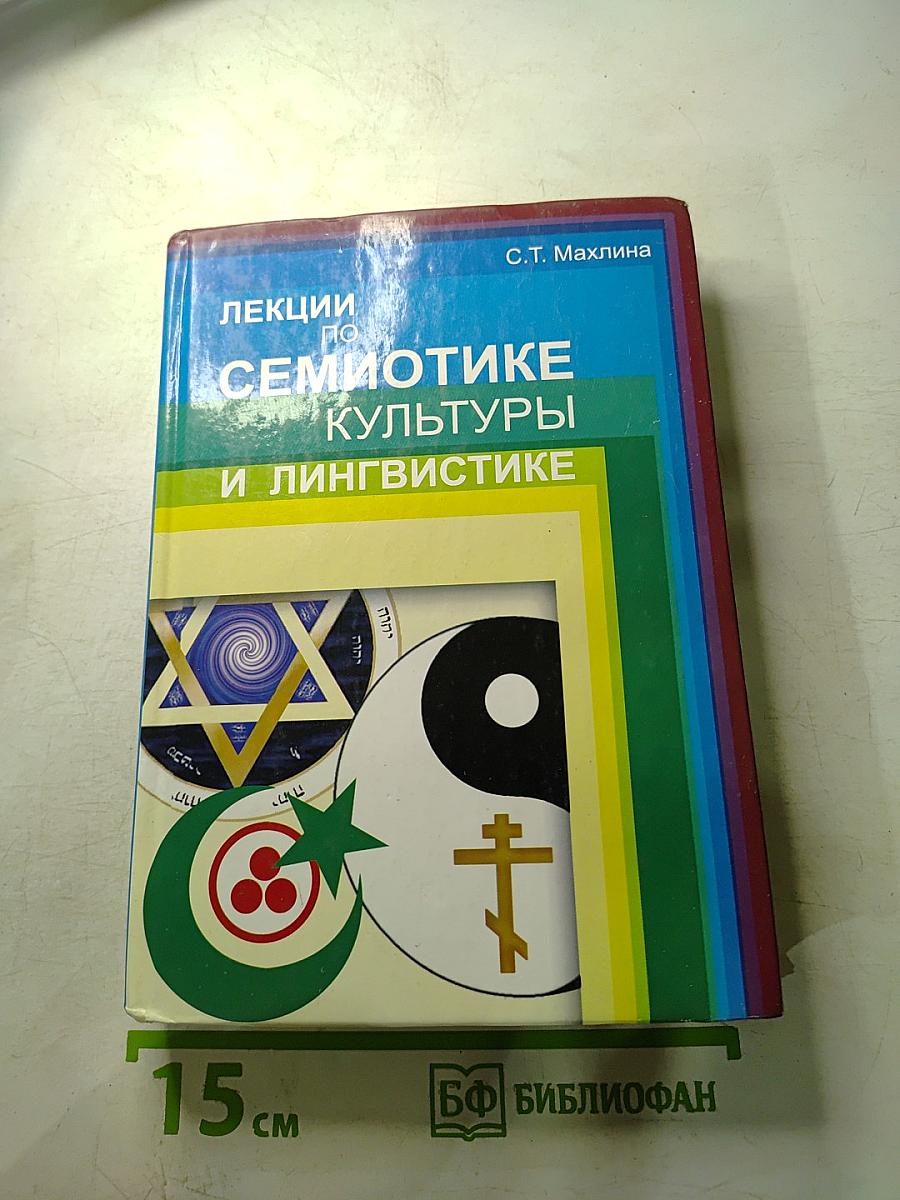 С.Т. Махлина
ЛЕКЦИИ
ПО
СЕМИОТИКЕ
КУЛЬТУРЫ
И ЛИНГВИСТИКЕ
15 см
БФ БИБЛИОФАН